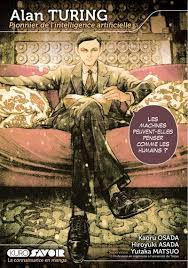 Alan TURING
Pionnier de l'intelligence artificielle
LES
MACHINES
PEUVENT-ELLES
PENSER
COMME LES
HUMAINS ?
Kaoru OSADA
Hiroyuki ASADA
Yutaka MATSUO
KURO SAVOIR
La connaissance en manga